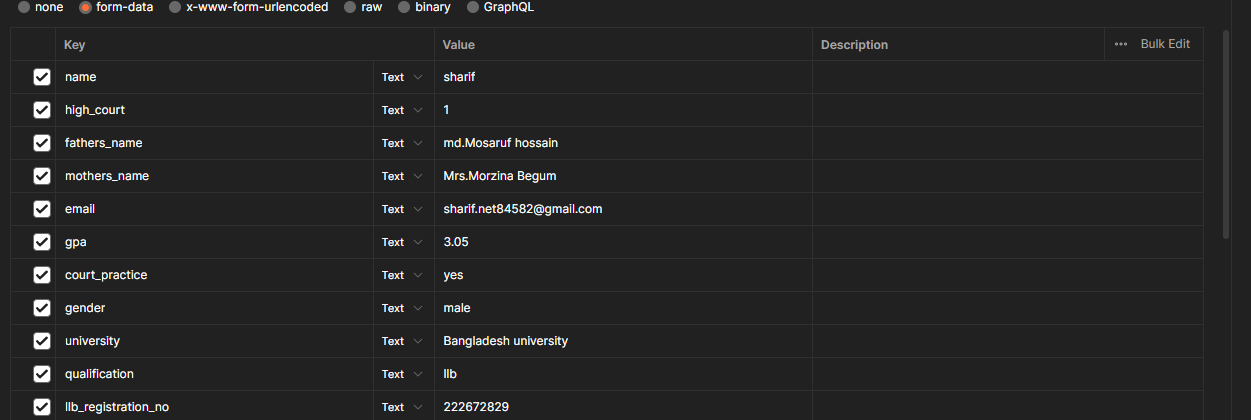 none form-data x-www-form-urlencoded raw binary GraphQL
Key Value Description ••• Bulk Edit
name Text sharif
high_court Text 1
fathers_name Text md.Mosaruf hossain
mothers_name Text Mrs.Morzina Begum
email Text sharif.net84582@gmail.com
gpa Text 3.05
court_practice Text yes
gender Text male
university Text Bangladesh university
qualification Text llb
llb_registration_no Text 222672829